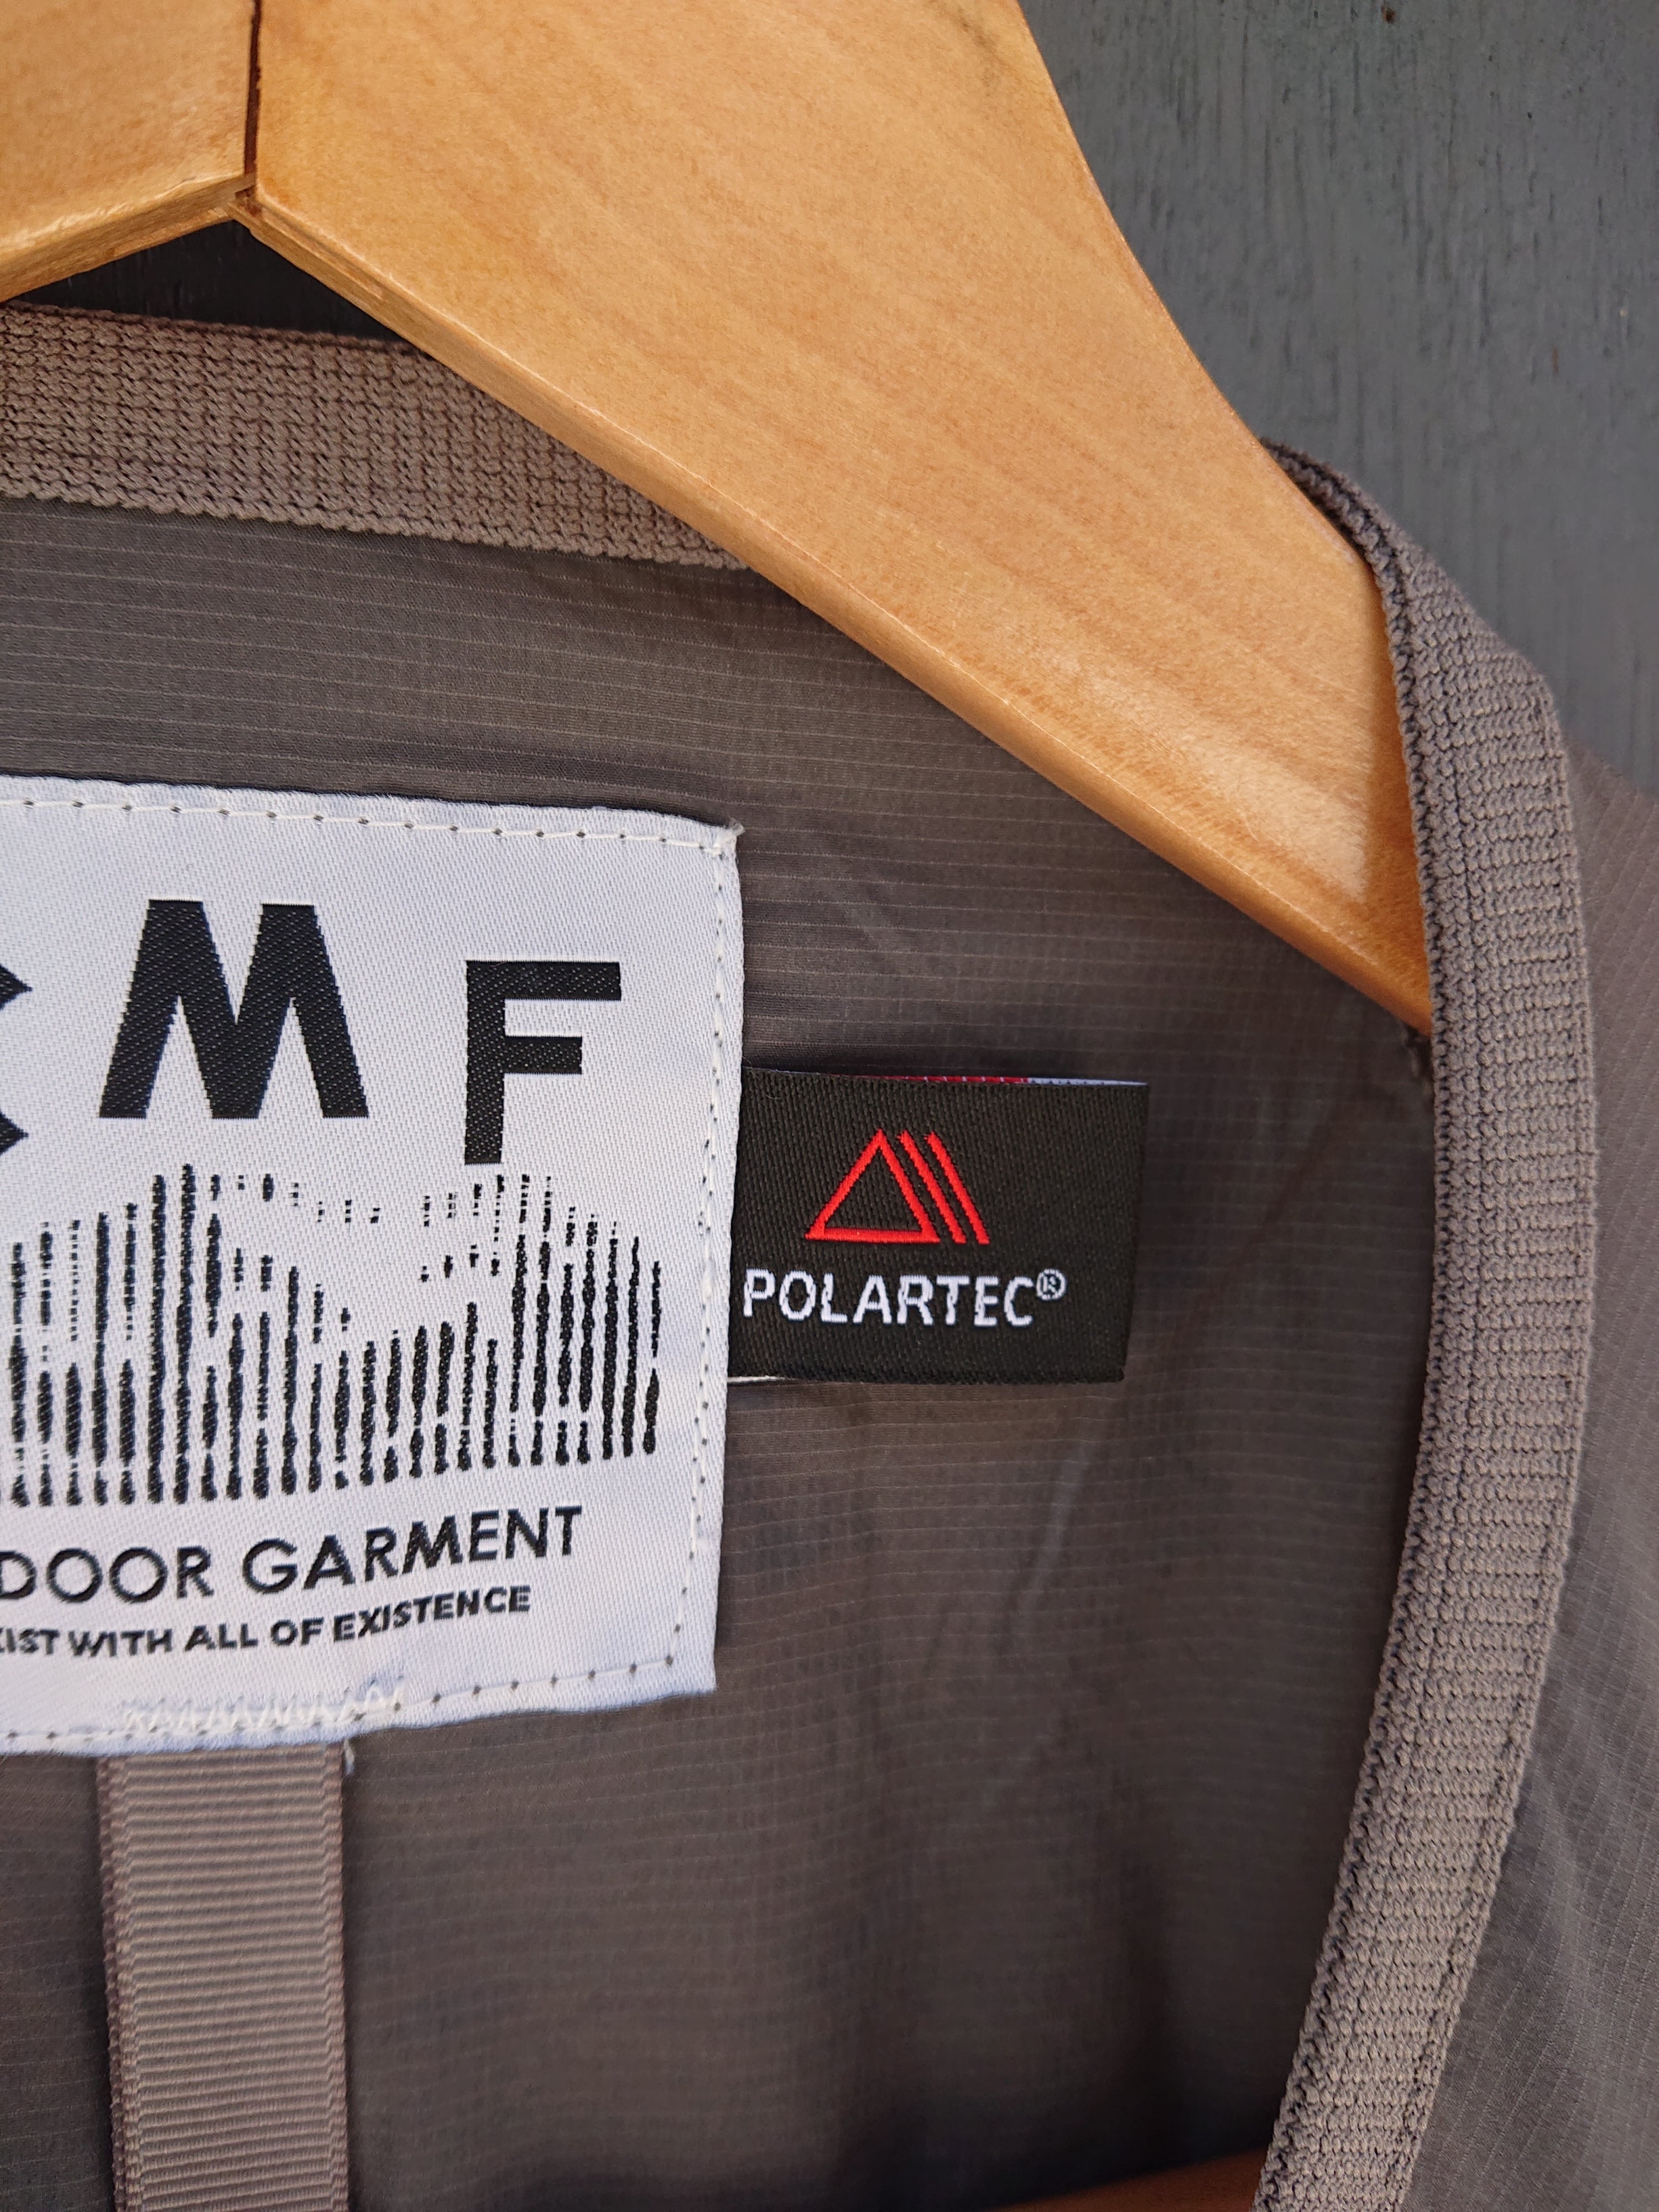 MF
POLARTEC®
DOOR GARMENT
IST WITH ALL OF EXISTENCE